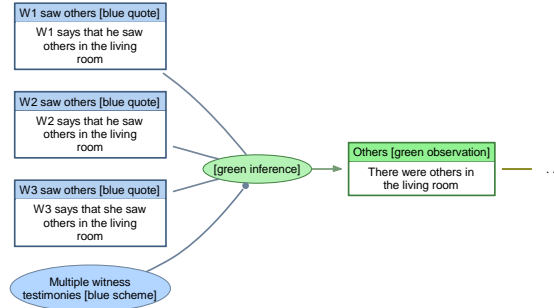 W1 saw others [blue quote]
W1 says that he saw
others in the living
room
W2 saw others [blue quote]
W2 says that he saw
others in the living
room
[green inference]
Others [green observation]
There were others in
the living room
W3 saw others [blue quote]
W3 says that she saw
others in the living
room
Multiple witness
testimonies [blue scheme]